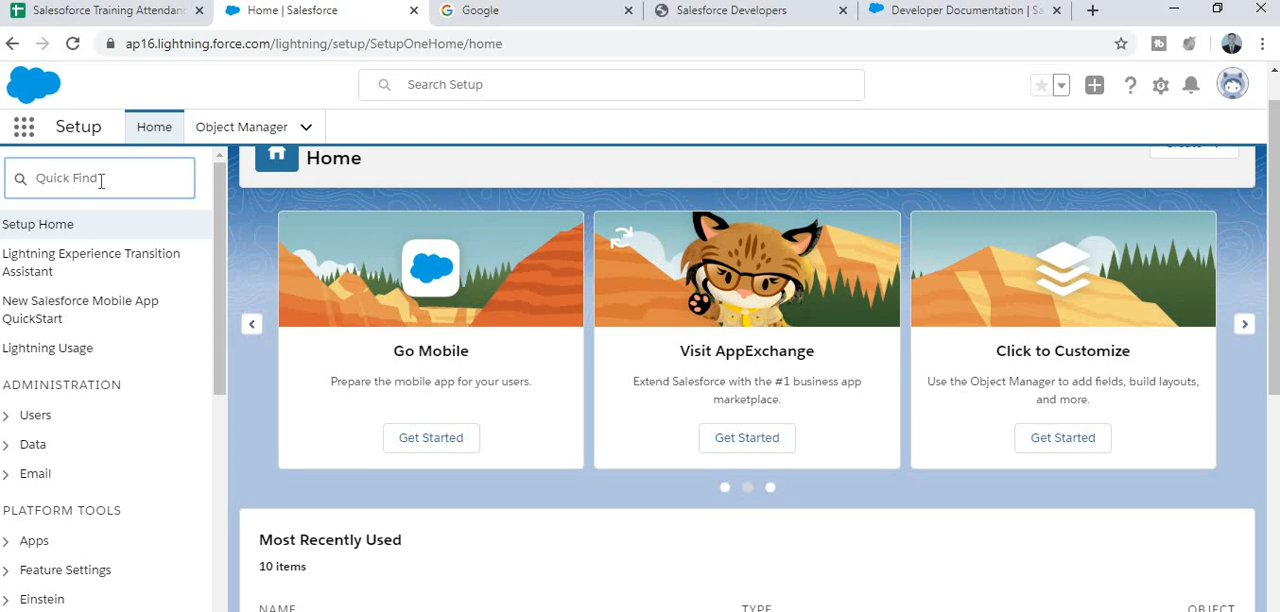 Salesoforce Training Attendanc
Home | Salesforce
Google
Salesforce Developers
Developer Documentation | Sa
ap16.lightning.force.com/lightning/setup/SetupOneHome/home
Search Setup
Setup
Home
Object Manager
Quick Find
Setup Home
Lightning Experience Transition
Assistant
New Salesforce Mobile App
QuickStart
Lightning Usage
ADMINISTRATION
Users
Data
Email
PLATFORM TOOLS
Apps
Feature Settings
Einstein
Home
Go Mobile
Prepare the mobile app for your users.
Get Started
Visit AppExchange
Extend Salesforce with the #1 business app
marketplace.
Get Started
Click to Customize
Use the Object Manager to add fields, build layouts,
and more.
Get Started
Most Recently Used
10 items
NAME
TYPE
OBJECT